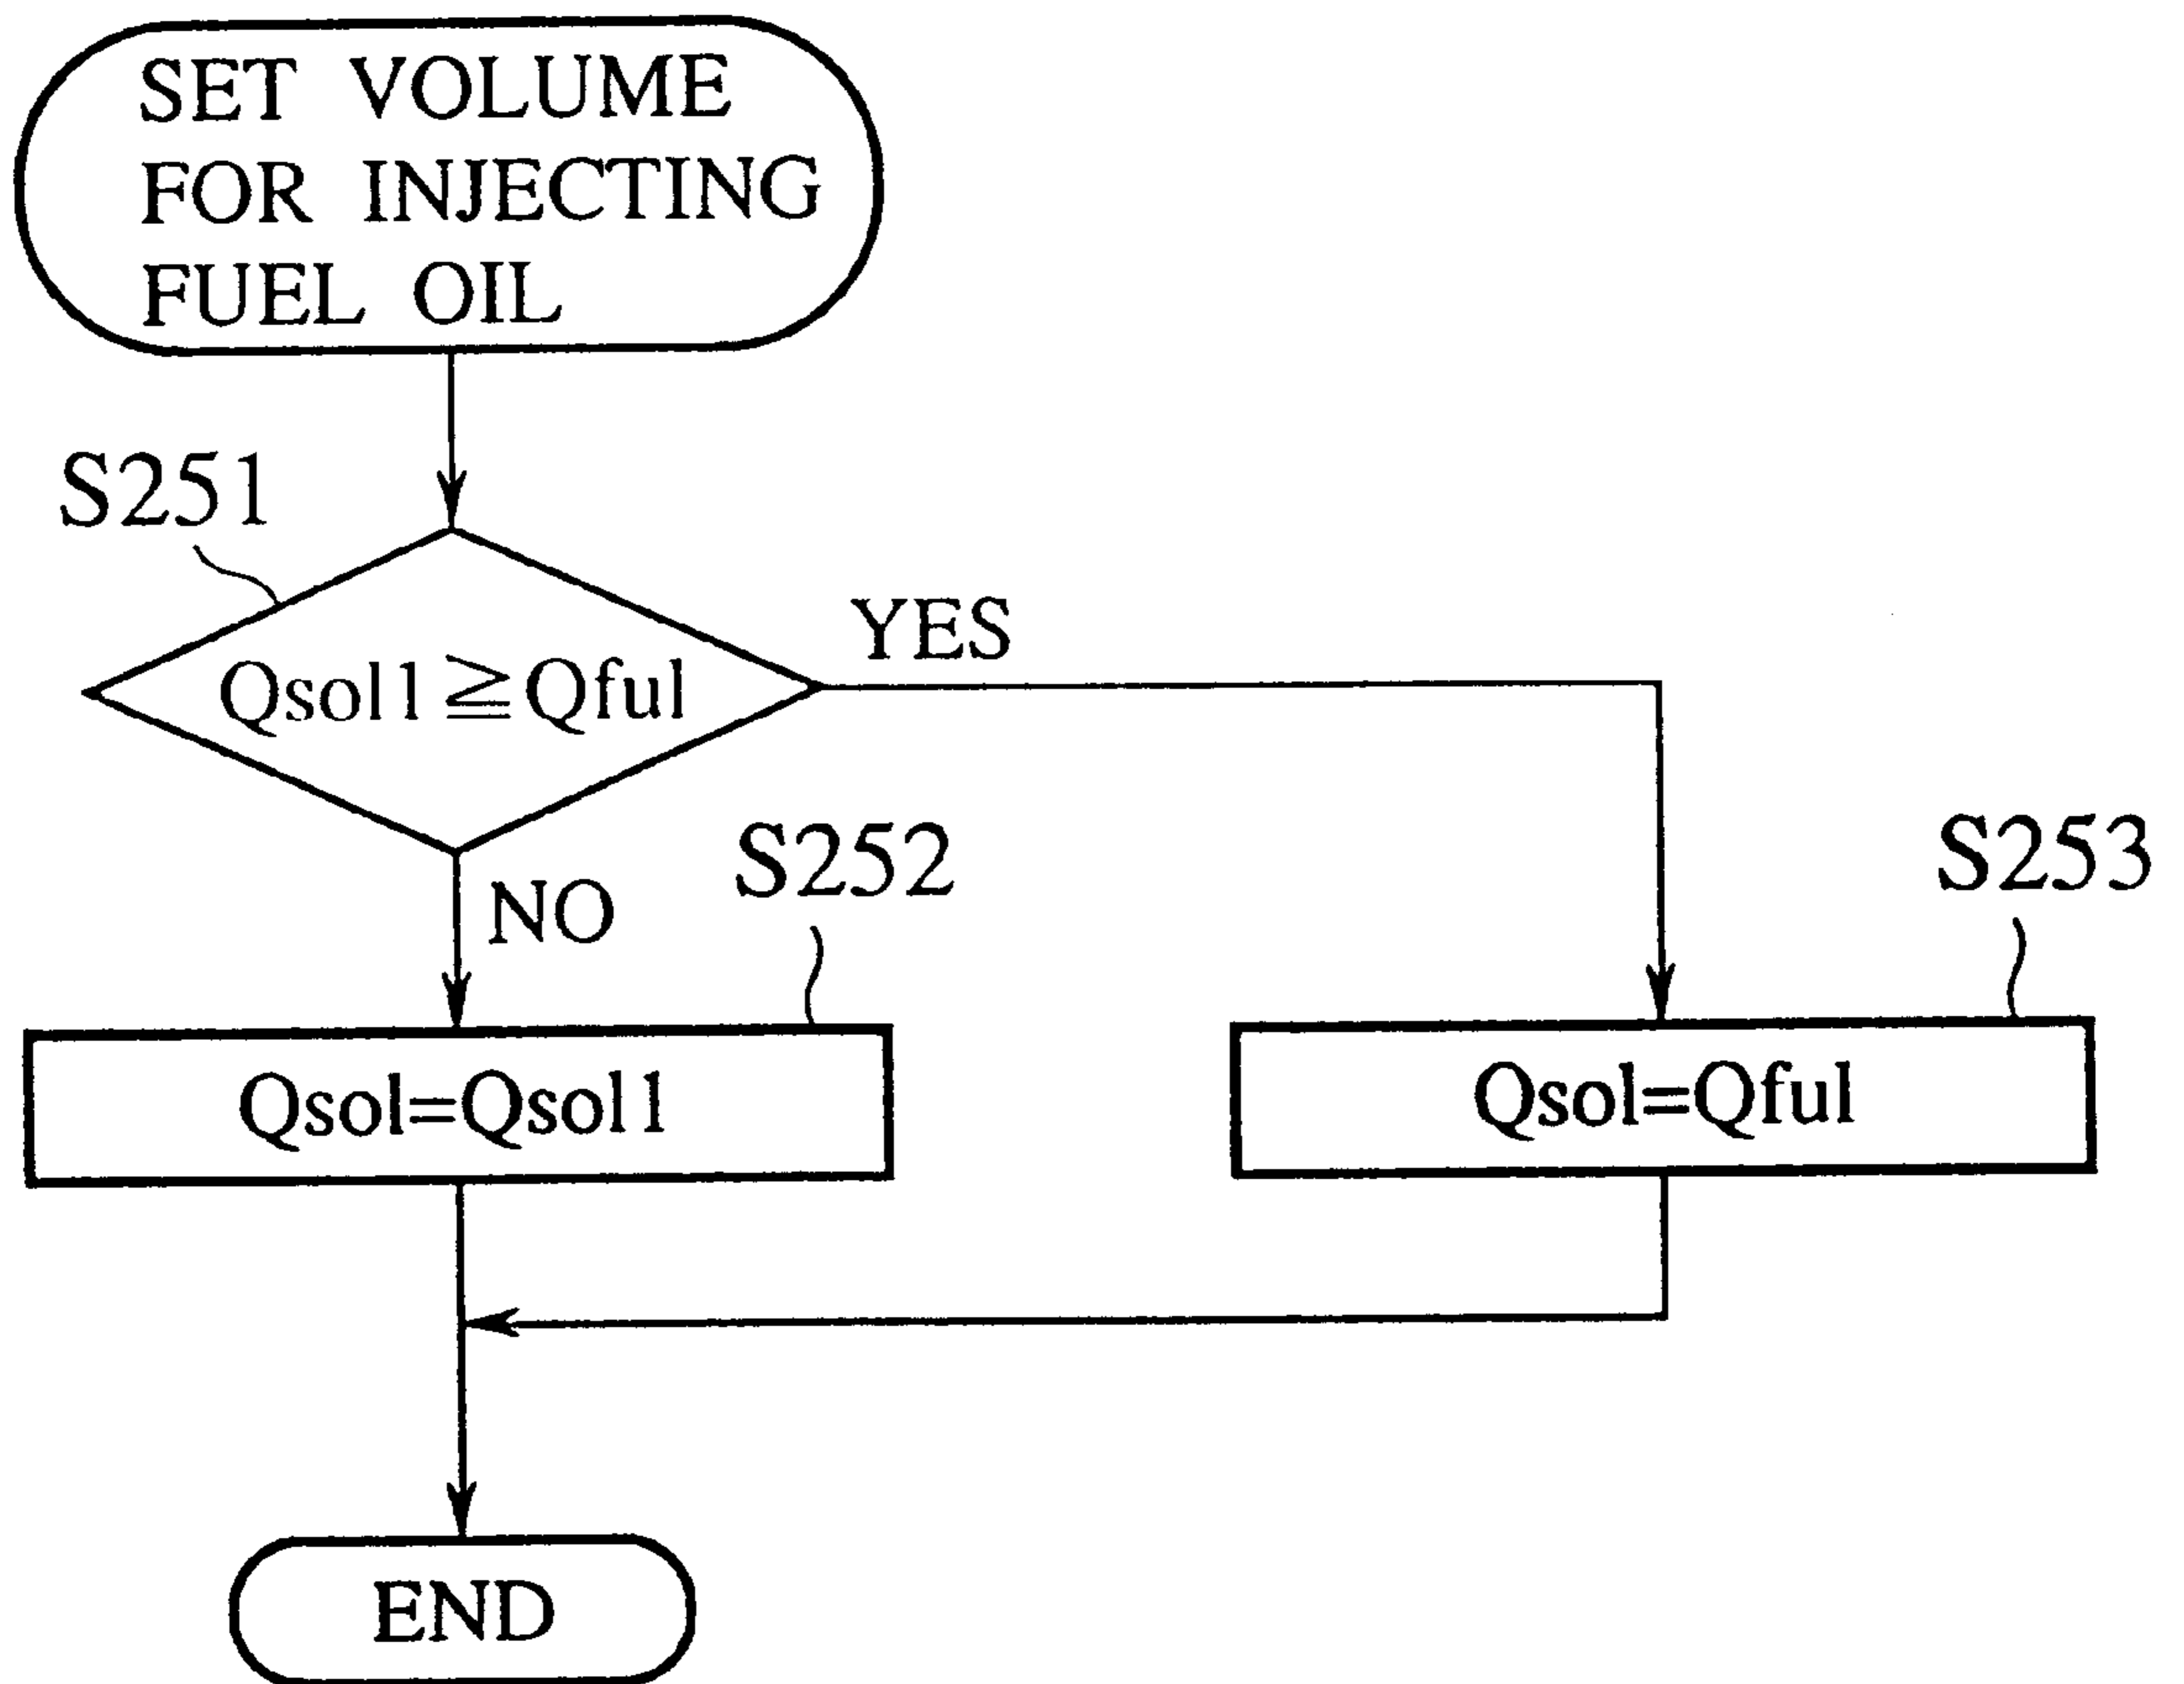 SET VOLUME
FOR INJECTING
FUEL OIL
S251
Qsol1≧Qful
YES
NO
S252
S253
Qsol=Qsol1
Qsol=Qful
END